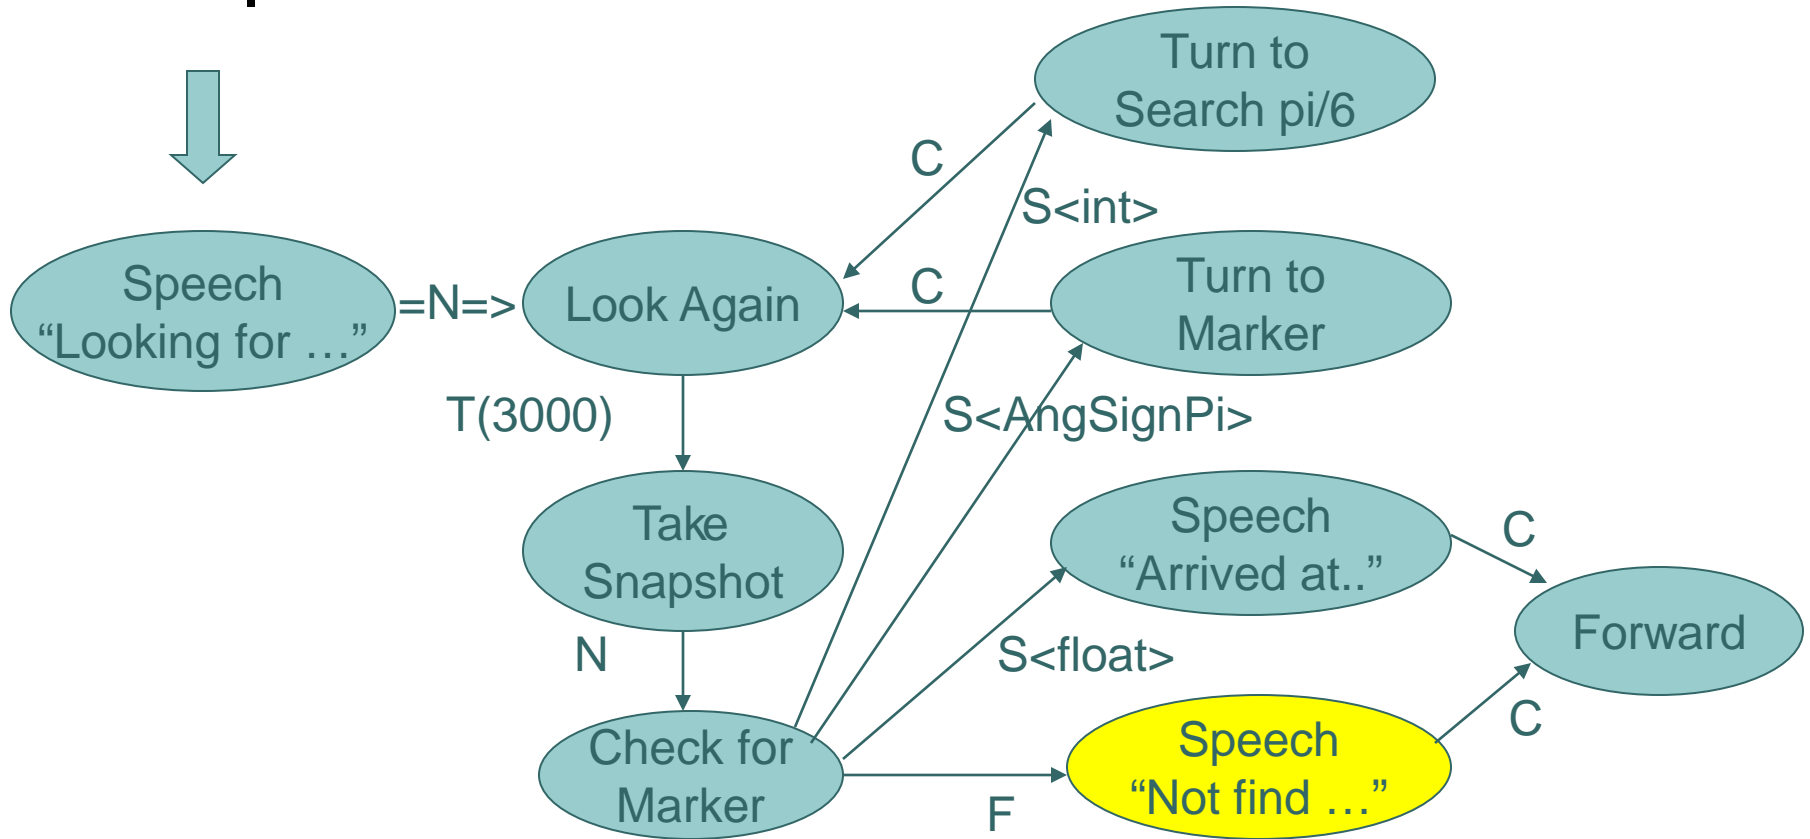 Turn to
Search pi/6
C
S<int>
Speech
“Looking for …”
=N=>
Look Again
C
Turn to
Marker
T(3000)
S<AngSignPi>
Take
Snapshot
Speech
“Arrived at..”
C
Forward
N
S<float>
Check for
Marker
F
Speech
“Not find …”
C